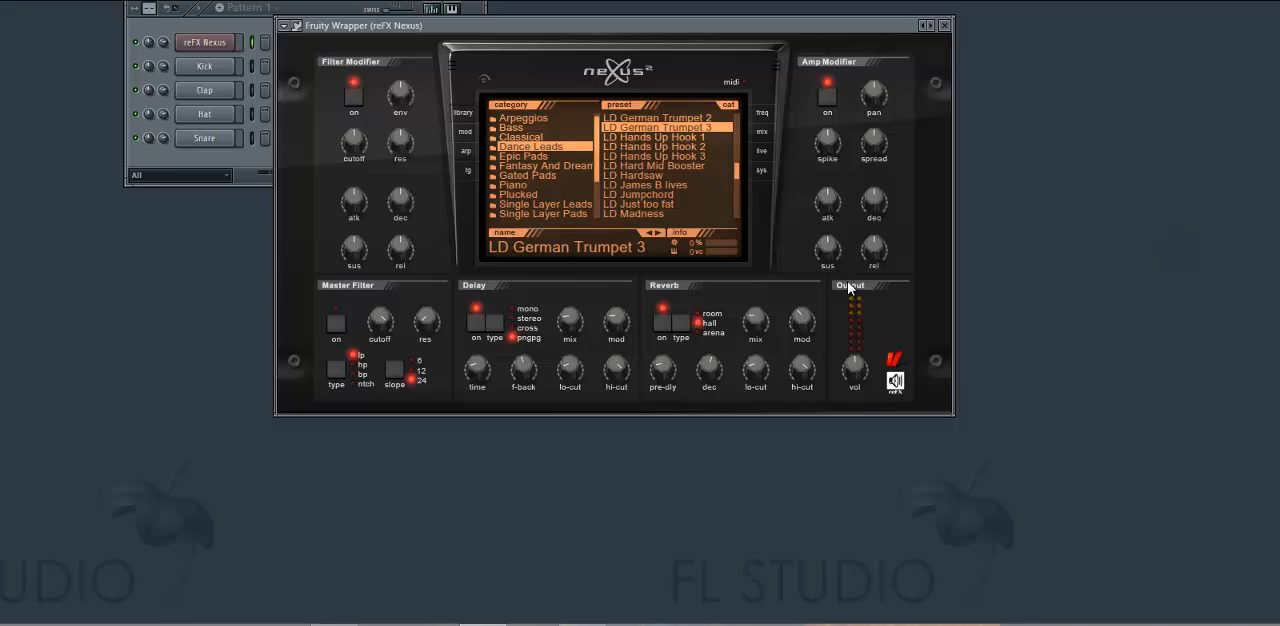 Pattern 1
swing
Fruity Wrapper (reFX Nexus)
reFX Nexus
Kick
Clap
Hat
Snare
All
Filter Modifier
on
env
cutoff
res
atk
dec
sus
rel
nexus²
midi
library
mod
arp
tg
category
Arpeggios
Bass
Classical
Dance Leads
Epic Pads
Fantasy And Dream
Gated Pads
Piano
Plucked
Single Layer Leads
Single Layer Pads
preset
cat
LD German Trumpet 2
LD German Trumpet 3
LD Hands Up Hook 1
LD Hands Up Hook 2
LD Hands Up Hook 3
LD Hard Mid Booster
LD Hardsaw
LD James B lives
LD Jumpchord
LD Just too fat
LD Madness
name
info
LD German Trumpet 3
0 %
0 vc
freq
mix
live
sys
Amp Modifier
on
pan
spike
spread
atk
dec
sus
rel
Master Filter
on
cutoff
res
type
lp
hp
bp
ntch
slope
6
12
24
Delay
on
type
mono
stereo
cross
pngpg
mix
mod
time
f-back
lo-cut
hi-cut
Reverb
on
type
room
hall
arena
mix
mod
pre-dly
dec
lo-cut
hi-cut
Output
vol
reFX
UDIO
FL STUDIO